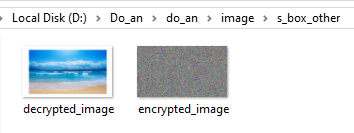 Local Disk (D:) > Do_an > do_an > image > s_box_other
decrypted_image
encrypted_image